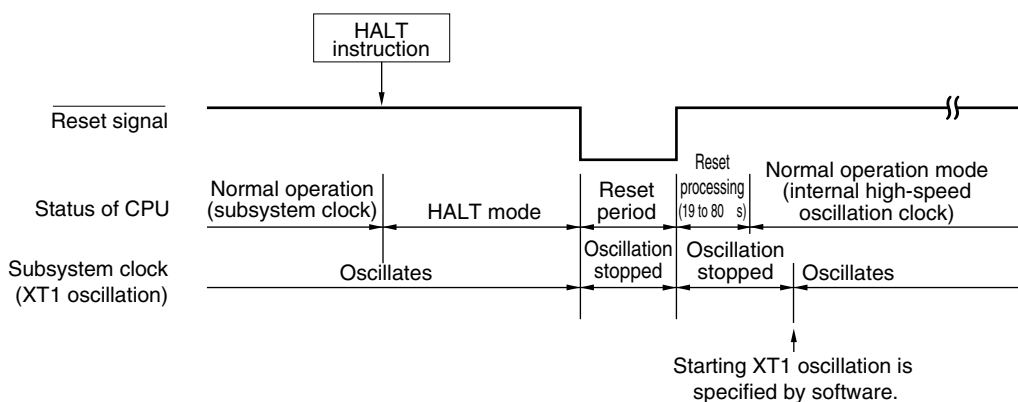 HALT
instruction
Reset signal
Status of CPU
Normal operation
(subsystem clock)
HALT mode
Reset
period
Reset
processing
(19 to 80 s)
Normal operation mode
(internal high-speed
oscillation clock)
Subsystem clock
(XT1 oscillation)
Oscillates
Oscillation
stopped
Oscillation
stopped
Oscillates
Starting XT1 oscillation is
specified by software.